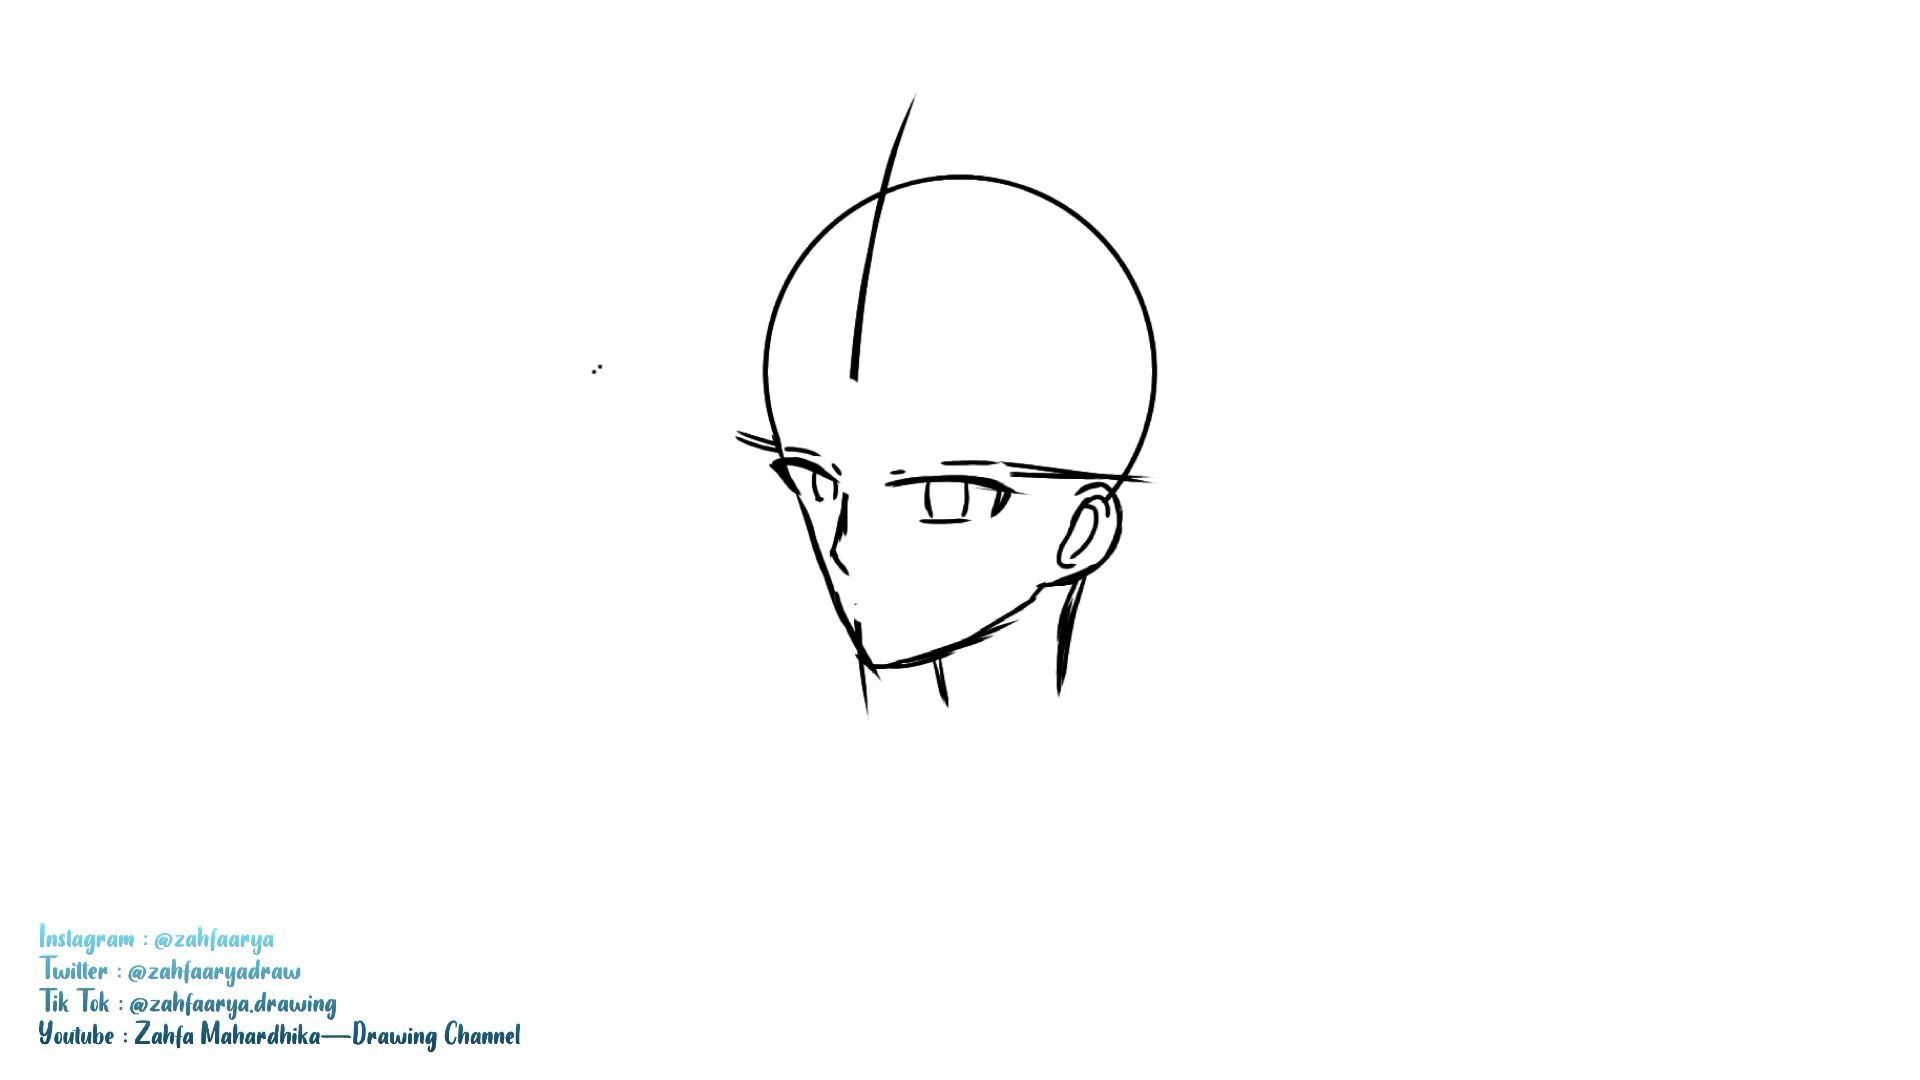 Instagram : @zahfaarya
Twitter : @zahfaaryadraw
Tik Tok : @zahfaarya.drawing
Youtube : Zahfa Mahardhika—Drawing Channel